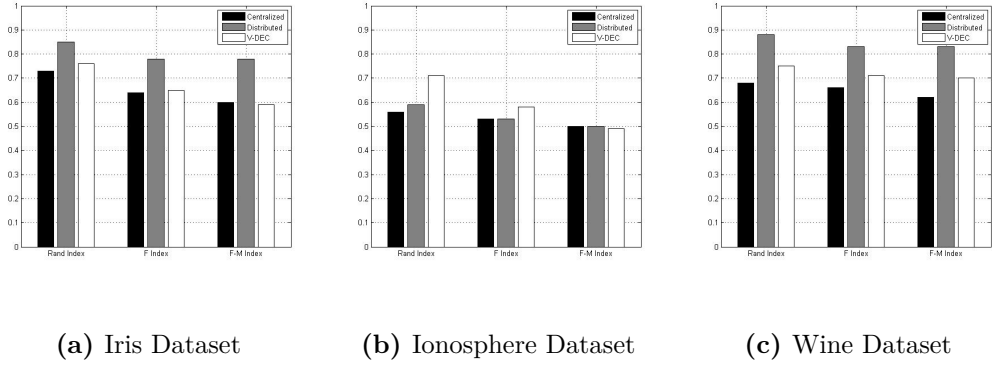 1
0.9
0.8
0.7
0.6
0.5
0.4
0.3
0.2
0.1
0
Rand Index
F Index
F-M Index
Centralized
Distributed
V-DEC
1
0.9
0.8
0.7
0.6
0.5
0.4
0.3
0.2
0.1
0
Rand Index
F Index
F-M Index
Centralized
Distributed
V-DEC
1
0.9
0.8
0.7
0.6
0.5
0.4
0.3
0.2
0.1
0
Rand Index
F Index
F-M Index
Centralized
Distributed
V-DEC
(a) Iris Dataset
(b) Ionosphere Dataset
(c) Wine Dataset